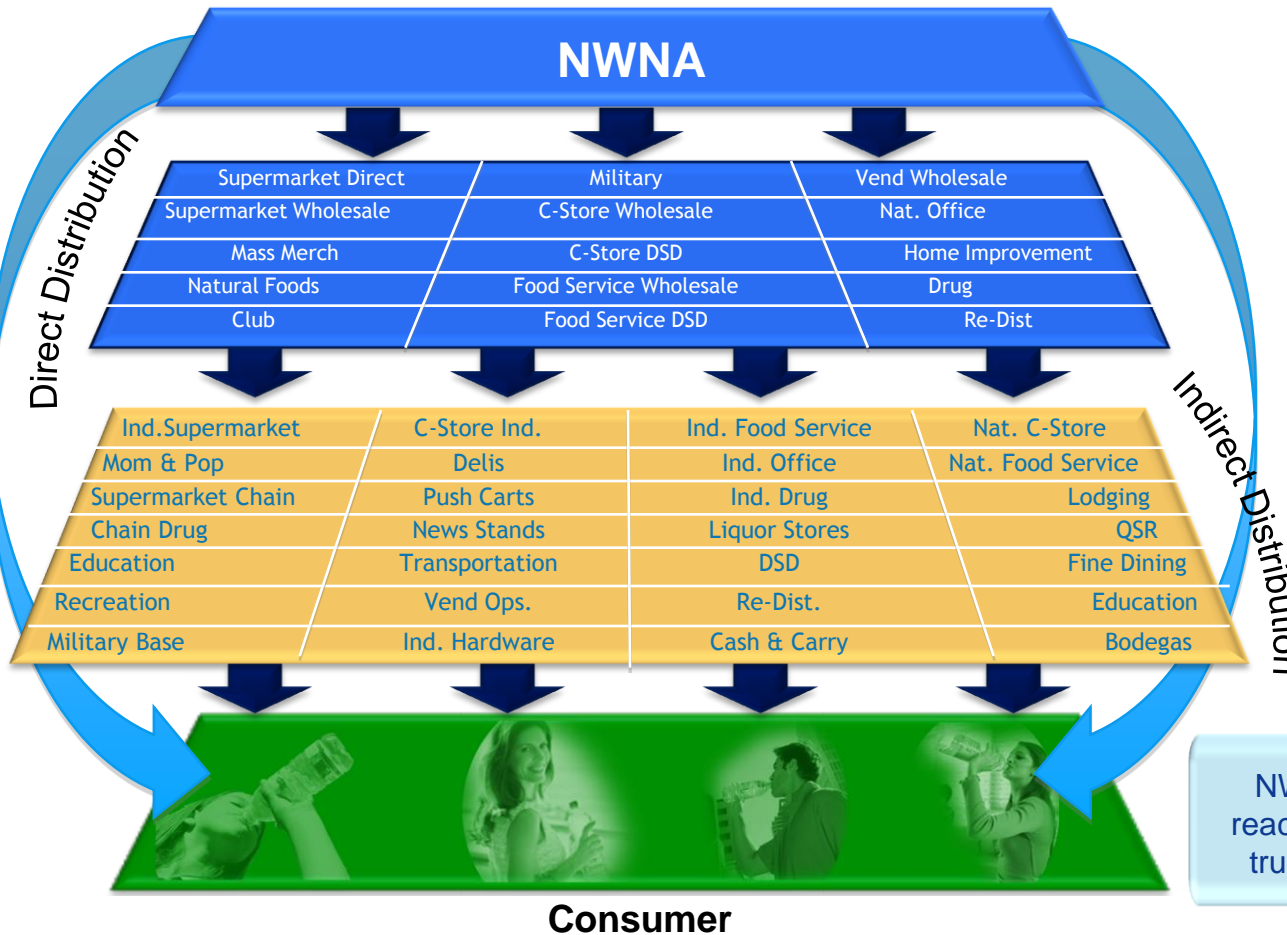 NWNA
Direct Distribution
Indirect Distribution
Supermarket Direct Military Vend Wholesale
Supermarket Wholesale C-Store Wholesale Nat. Office
Mass Merch C-Store DSD Home Improvement
Natural Foods Food Service Wholesale Drug
Club Food Service DSD Re-Dist
Ind.Supermarket C-Store Ind. Ind. Food Service Nat. C-Store
Mom & Pop Delis Ind. Office Nat. Food Service
Supermarket Chain Push Carts Ind. Drug Lodging
Chain Drug News Stands Liquor Stores QSR
Education Transportation DSD Fine Dining
Recreation Vend Ops. Re-Dist. Education
Military Base Ind. Hardware Cash & Carry Bodegas
Consumer